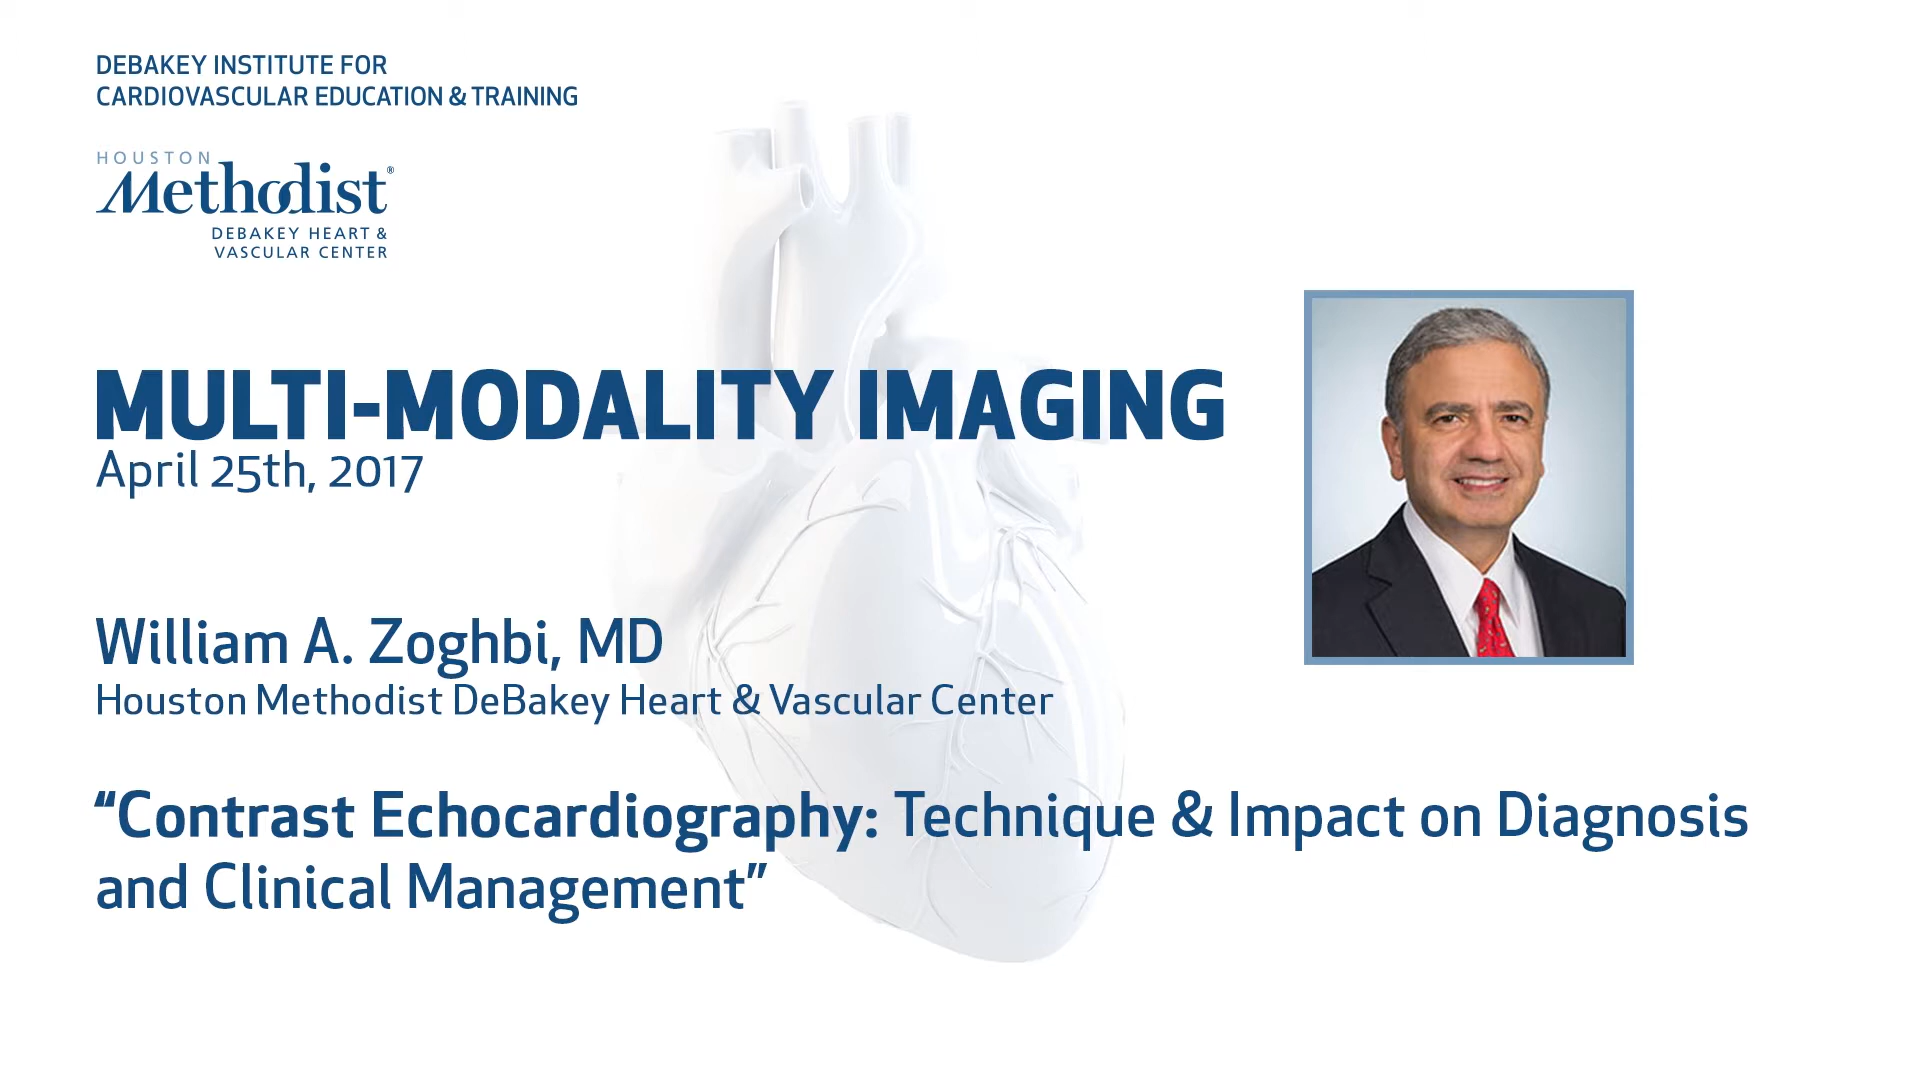 DEBAKEY INSTITUTE FOR
CARDIOVASCULAR EDUCATION & TRAINING
HOUSTON
Methodist®
DEBAKEY HEART &
VASCULAR CENTER
MULTI-MODALITY IMAGING
April 25th, 2017
William A. Zoghbi, MD
Houston Methodist DeBakey Heart & Vascular Center
“Contrast Echocardiography: Technique & Impact on Diagnosis
and Clinical Management”